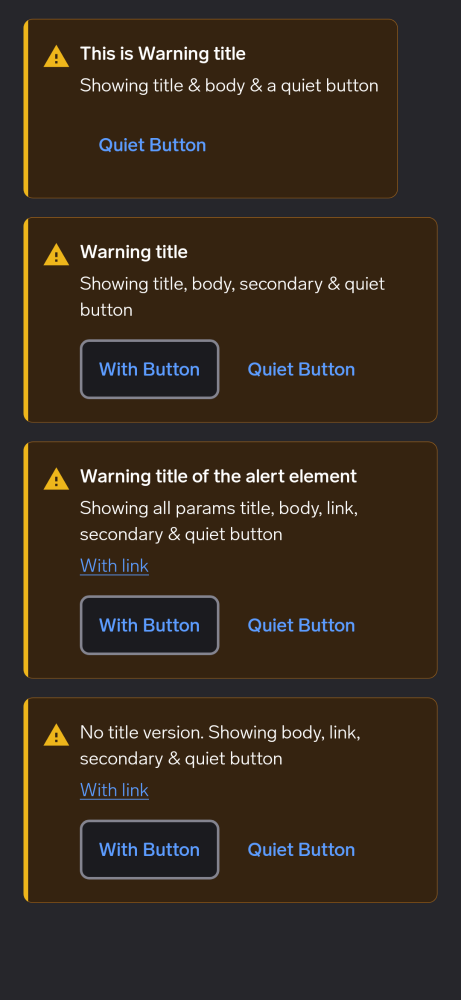 This is Warning title
Showing title & body & a quiet button
Quiet Button
Warning title
Showing title, body, secondary & quiet
button
With Button
Quiet Button
Warning title of the alert element
Showing all params title, body, link,
secondary & quiet button
With link
With Button
Quiet Button
No title version. Showing body, link,
secondary & quiet button
With link
With Button
Quiet Button